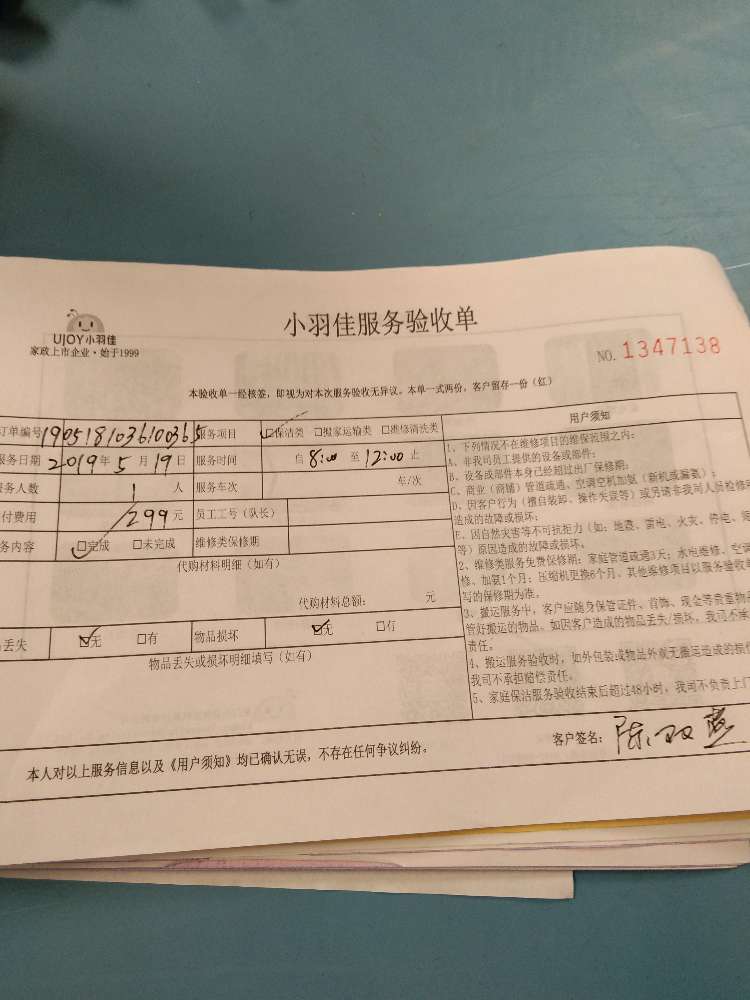 UJOY小羽佳
家政上市企业·始于1999
小羽佳服务验收单
NO. 1347138
本验收单一经核签，即视为对本次服务验收无异议。本单一式两份，客户留存一份（红）
订单编号 1905181036100365 服务项目 ☑保洁类 □搬家运输类 □维修清洗类
服务日期 2019年5月19日 服务时间 自 8:00 至 12:00 止
服务人数 1 人 服务车次 车/次
付费用 299元 员工工号（队长）
务内容 ☑完成 □未完成 维修类保修期
代购材料明细（如有）
代购材料总额： 元
丢失 ☑无 □有 物品损坏 ☑无 □有
物品丢失或损坏明细填写（如有）
用户须知
1、下列情况不在维修项目的维保范围之内：
A、非我司员工提供的设备或部件；
B、设备或部件本身已经超过出厂保修期；
C、商业（商铺）管道疏通、空调空机加氨（新机或漏氨）；
D、因客户行为（擅自装卸、操作失误等）或另请非我司人员检修
造成的故障或损坏；
E、因自然灾害等不可抗拒力（如：地震、雷电、火灾、停电、
等）原因造成的故障或损坏。
2、维修类服务免费保修期：家庭管道疏通3天；水电维修、空调
修、加氨1个月；压缩机更换6个月，其他维修项目以服务验收单
写的保修期为准。
3、搬运服务中，客户应随身保管证件、首饰、现金等贵重物品
管好搬运的物品。如因客户造成的物品丢失/损坏，我司不承
责任。
4、搬运服务验收时，如外包装或物品外观无搬运造成的损
我司不承担赔偿责任。
5、家庭保洁服务验收结束后超过48小时，我司不负责上门
本人对以上服务信息以及《用户须知》均已确认无误，不存在任何争议纠纷。
客户签名： 陈双燕